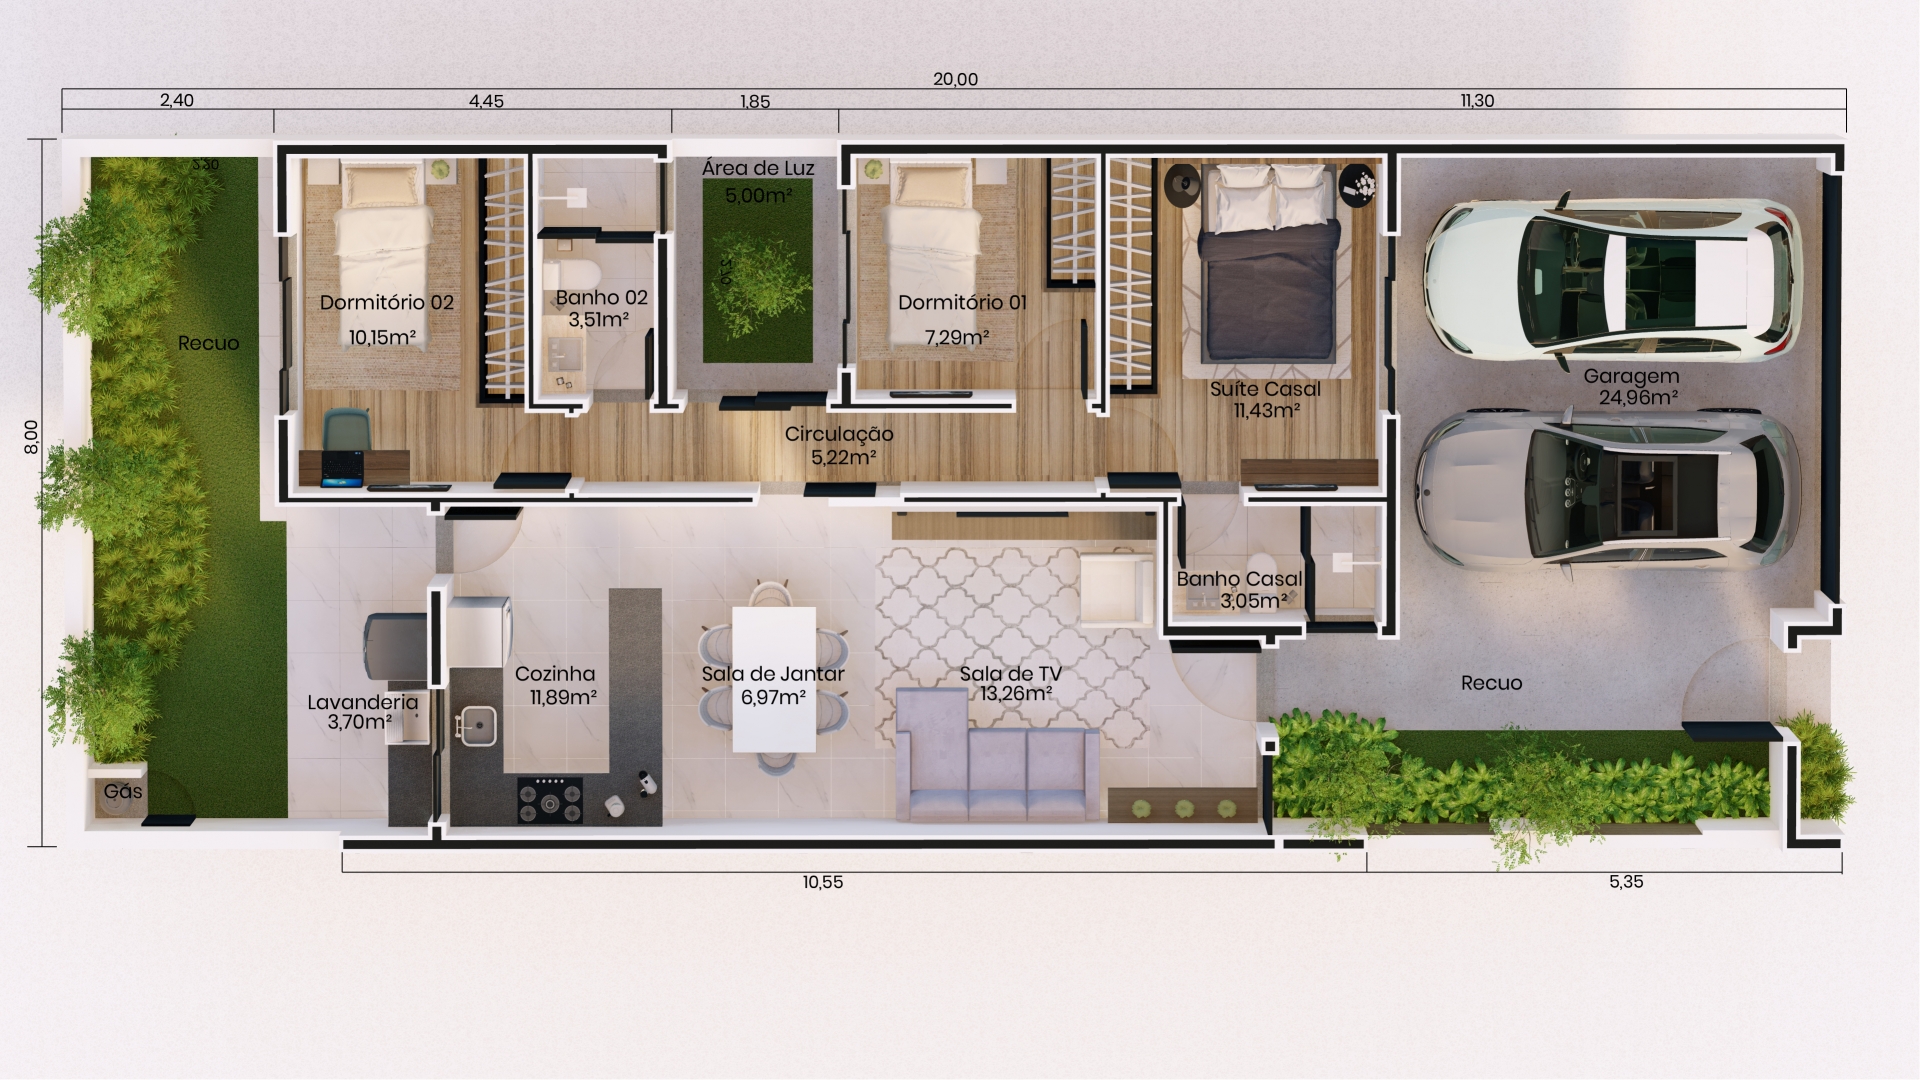 20,00
2,40
4,45
1,85
11,30
2,20
Área de Luz
5,00m²
Dormitório 02
10,15m²
Banho 02
3,51m²
Dormitório 01
7,29m²
Recuo
Suíte Casal
11,43m²
Garagem
24,96m²
8,00
Circulação
5,22m²
Banho Casal
3,05m²
Cozinha
11,89m²
Sala de Jantar
6,97m²
Sala de TV
13,26m²
Recuo
Lavanderia
3,70m²
Gás
10,55
5,35